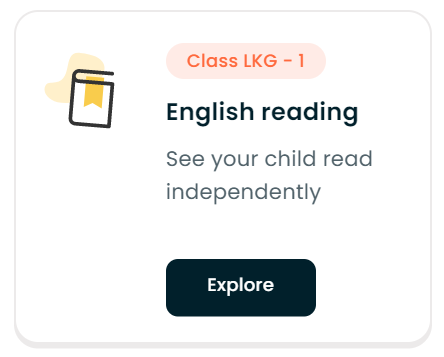 Class LKG - 1
English reading
See your child read
independently
Explore